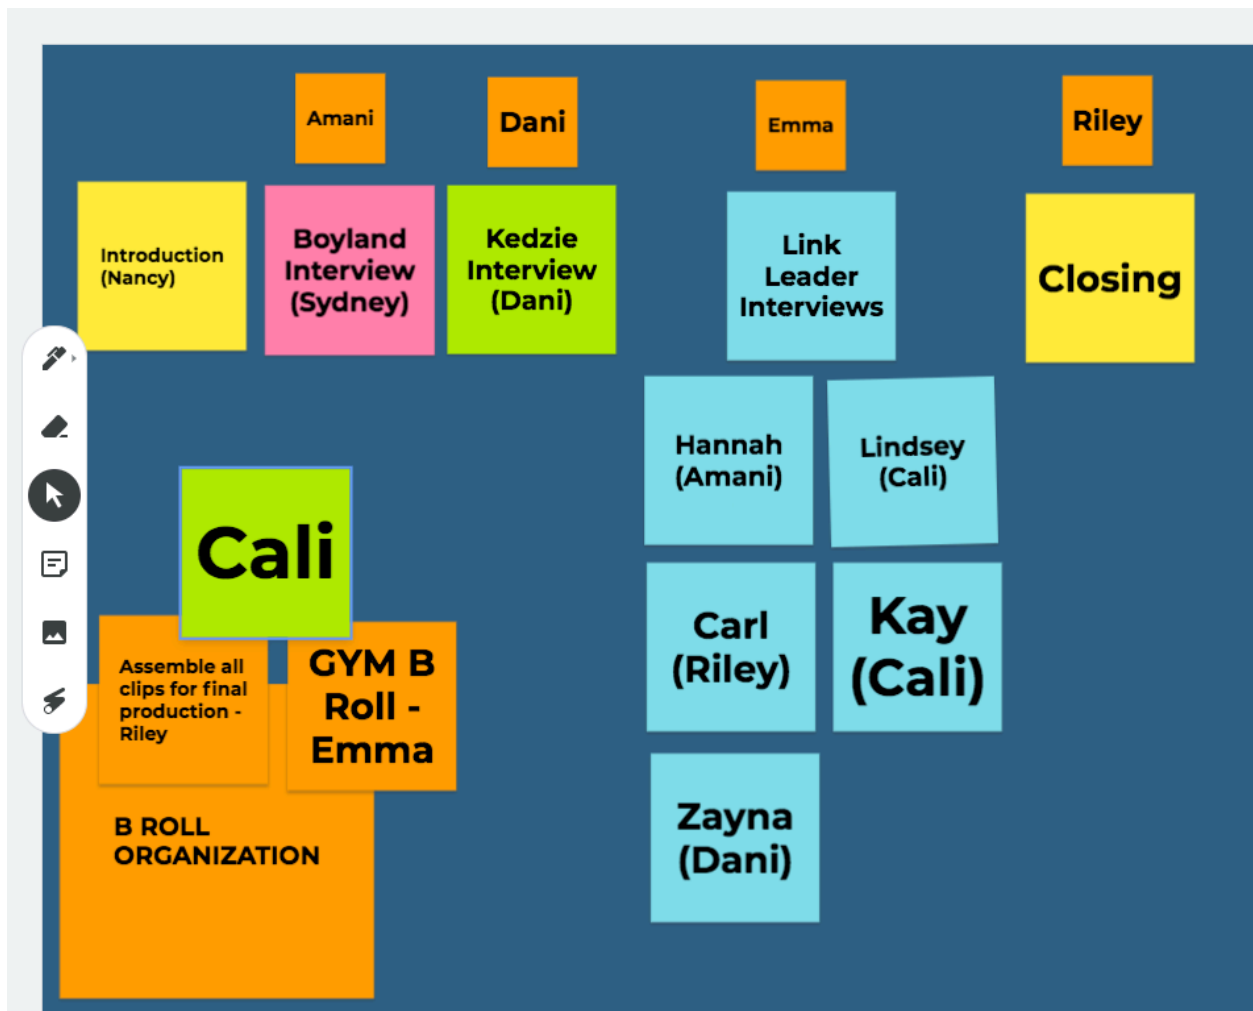 Amani
Dani
Emma
Riley
Introduction
(Nancy)
Boyland
Interview
(Sydney)
Kedzie
Interview
(Dani)
Link
Leader
Interviews
Closing
Hannah
(Amani)
Lindsey
(Cali)
Cali
Carl
(Riley)
Kay
(Cali)
Assemble all
clips for final
production -
Riley
GYM B
Roll -
Emma
B ROLL
ORGANIZATION
Zayna
(Dani)